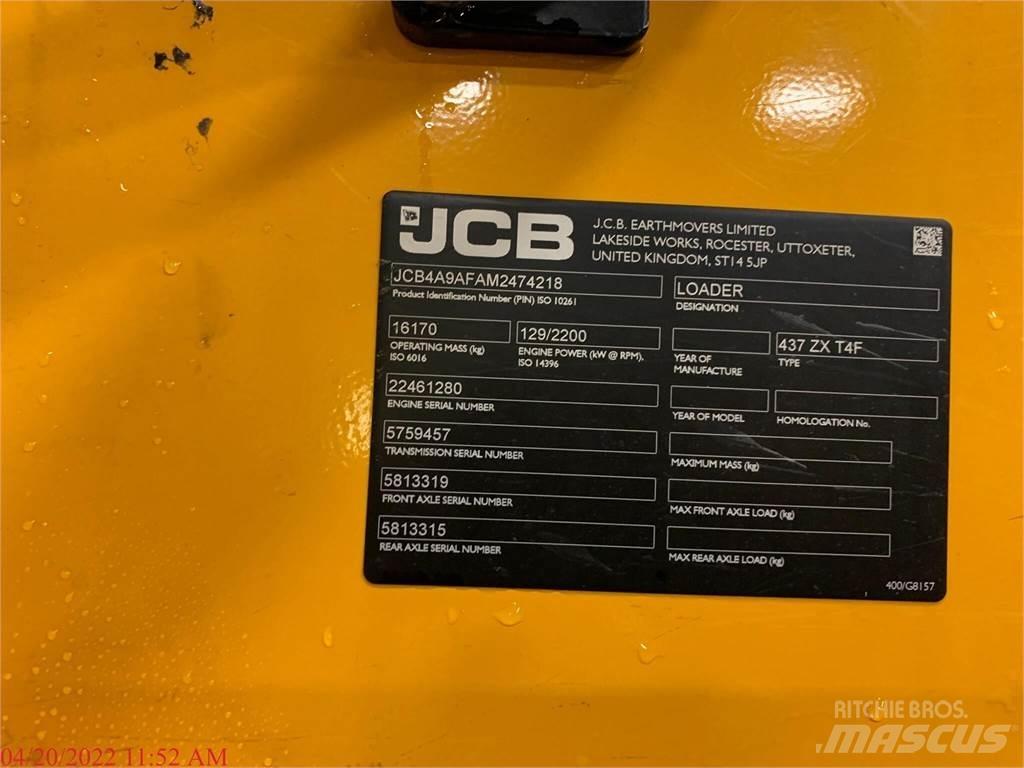 JCB
J.C.B. EARTHMOVERS LIMITED
LAKESIDE WORKS, ROCESTER, UTTOXETER,
UNITED KINGDOM, ST14 5JP
JCB4A9AFAM2474218
Product Identification Number (PIN) ISO 10261
LOADER
DESIGNATION
16170
OPERATING MASS (kg)
ISO 6016
129/2200
ENGINE POWER (kW @ RPM).
ISO 14396
YEAR OF
MANUFACTURE
437 ZX T4F
TYPE
22461280
ENGINE SERIAL NUMBER
YEAR OF MODEL
HOMOLOGATION No.
5759457
TRANSMISSION SERIAL NUMBER
MAXIMUM MASS (kg)
5813319
FRONT AXLE SERIAL NUMBER
MAX FRONT AXLE LOAD (kg)
5813315
REAR AXLE SERIAL NUMBER
MAX REAR AXLE LOAD (kg)
400/G8157
RITCHIE BROS.
MASCUS
04/20/2022 11:52 AM